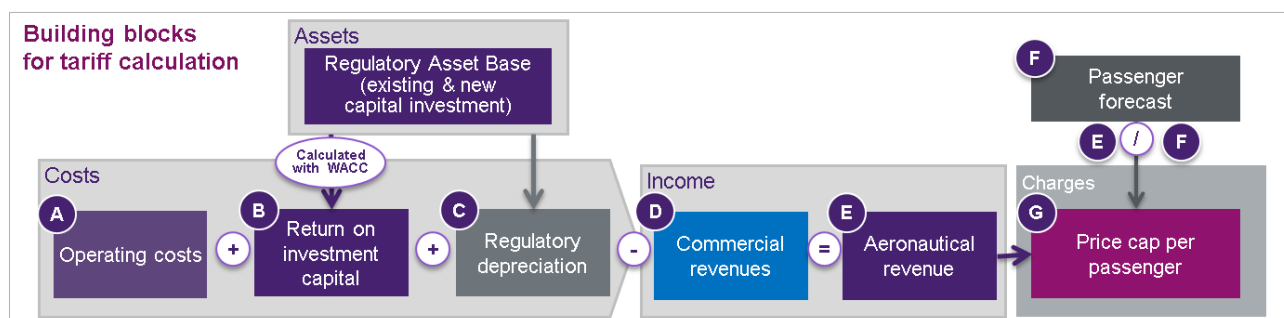 Building blocks
for tariff calculation
Assets
Regulatory Asset Base
(existing & new
capital investment)
Calculated
with WACC
Costs
A
Operating costs
+
B
Return on
investment
capital
+
C
Regulatory
depreciation
-
Income
D
Commercial
revenues
=
E
Aeronautical
revenue
F
Passenger
forecast
E / F
Charges
G
Price cap per
passenger